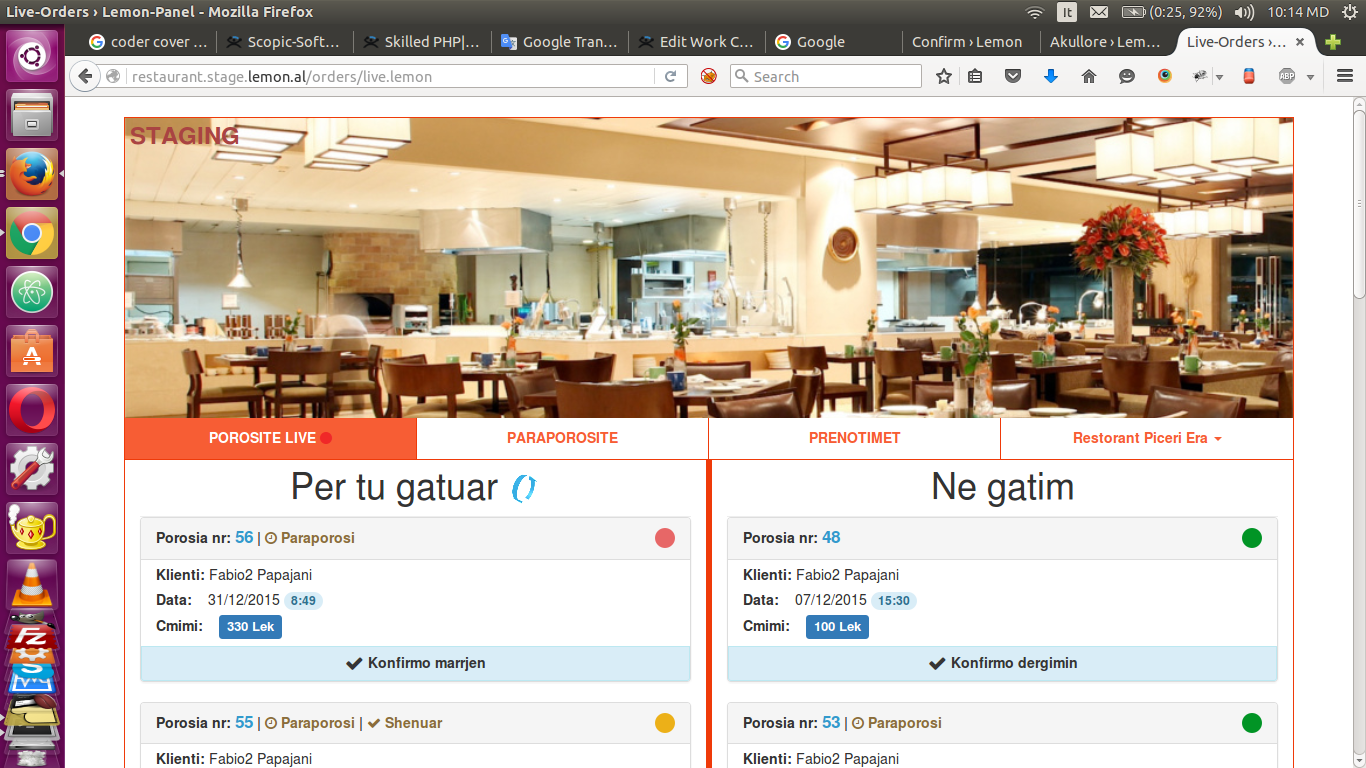 Live-Orders › Lemon-Panel - Mozilla Firefox
It
(0:25, 92%)
10:14 MD
coder cover ...
Scopic-Soft...
Skilled PHP|...
Google Tran...
Edit Work C...
Google
Confirm › Lemon
Akullore › Lem...
Live-Orders ›...
restaurant.stage.lemon.al/orders/live.lemon
Search
ABP
STAGING
POROSITE LIVE
PARAPOROSITE
PRENOTIMET
Restorant Piceri Era
Per tu gatuar
Porosia nr: 56 | Paraporosi
Klienti: Fabio2 Papajani
Data: 31/12/2015 8:49
Cmimi: 330 Lek
Konfirmo marrjen
Porosia nr: 55 | Paraporosi | Shenuar
Klienti: Fabio2 Papajani
Ne gatim
Porosia nr: 48
Klienti: Fabio2 Papajani
Data: 07/12/2015 15:30
Cmimi: 100 Lek
Konfirmo dergimin
Porosia nr: 53 | Paraporosi
Klienti: Fabio2 Papajani